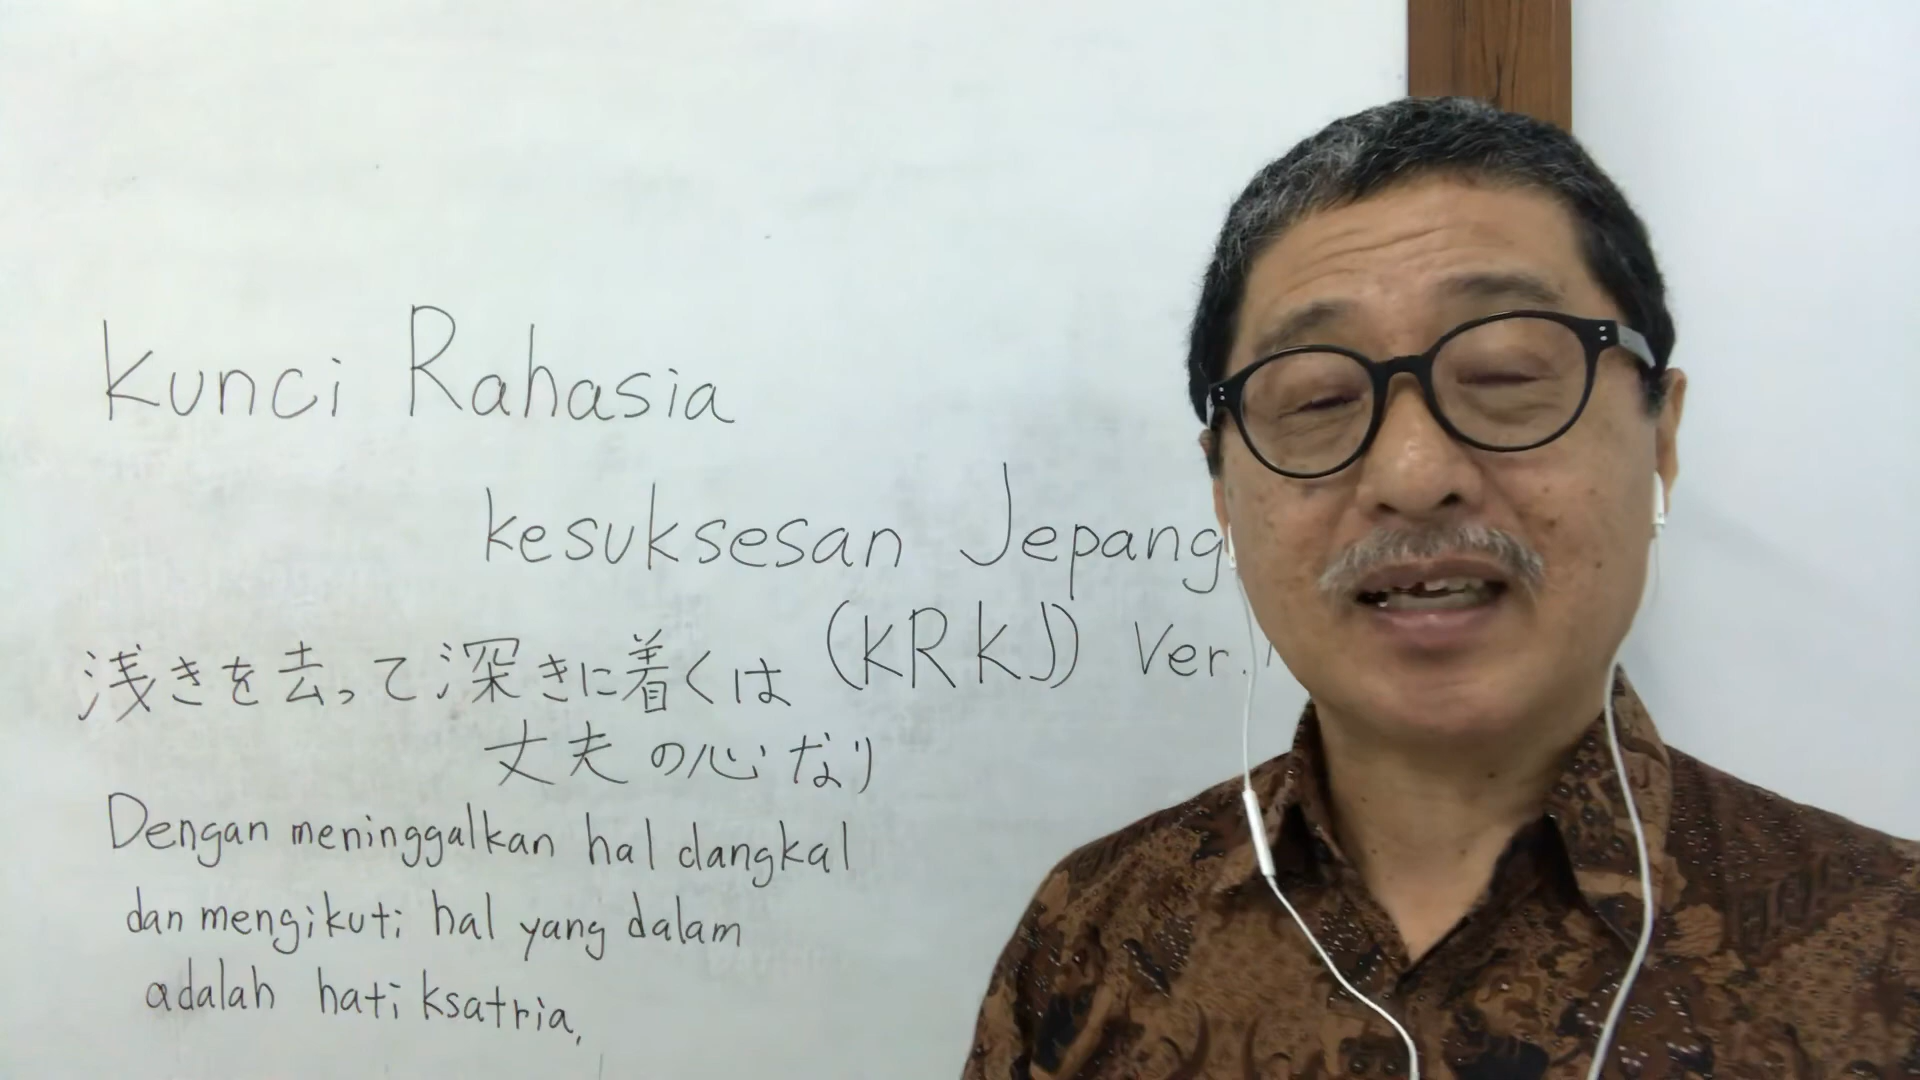 Kunci Rahasia
kesuksesan Jepang
(KRKJ) Ver.
浅きを去って深きに着くは
丈夫の心なり
Dengan meninggalkan hal dangkal
dan mengikuti hal yang dalam
adalah hati ksatria,